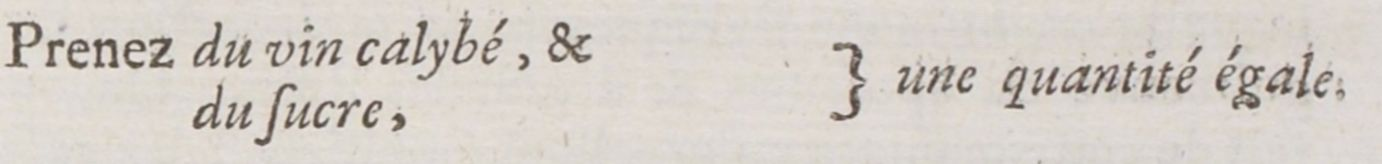 Prenez du vin calybé, &
du ſucre,
} une quantité égale.